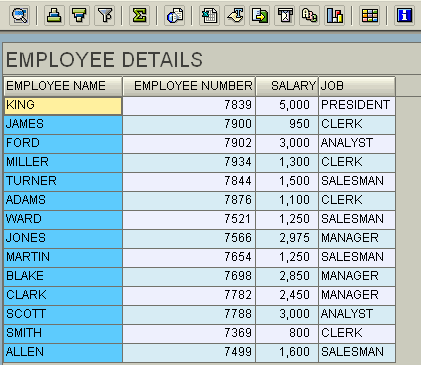 EMPLOYEE DETAILS
EMPLOYEE NAME EMPLOYEE NUMBER SALARY JOB
KING 7839 5,000 PRESIDENT
JAMES 7900 950 CLERK
FORD 7902 3,000 ANALYST
MILLER 7934 1,300 CLERK
TURNER 7844 1,500 SALESMAN
ADAMS 7876 1,100 CLERK
WARD 7521 1,250 SALESMAN
JONES 7566 2,975 MANAGER
MARTIN 7654 1,250 SALESMAN
BLAKE 7698 2,850 MANAGER
CLARK 7782 2,450 MANAGER
SCOTT 7788 3,000 ANALYST
SMITH 7369 800 CLERK
ALLEN 7499 1,600 SALESMAN